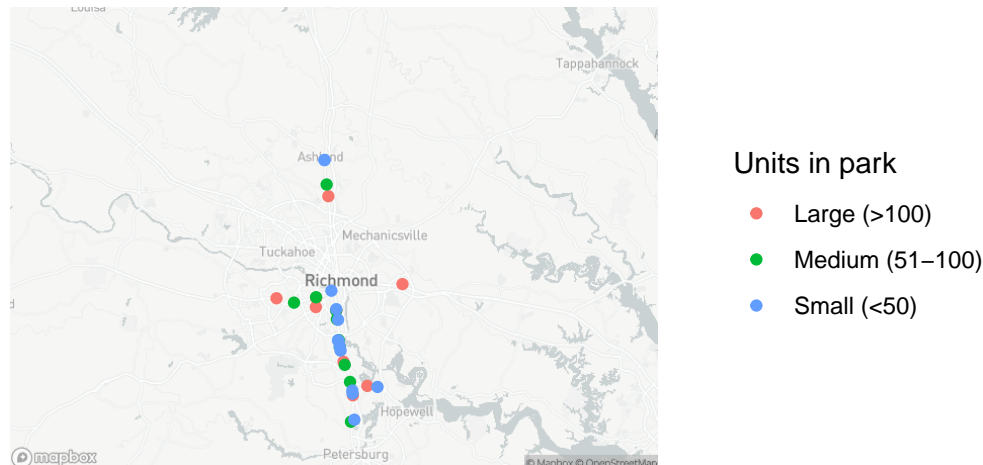 Louisa
Tappahannock
Ashland
Mechanicsville
Tuckahoe
Richmond
Hopewell
Petersburg
mapbox
© Mapbox © OpenStreetMap
Units in park
Large (>100)
Medium (51–100)
Small (<50)